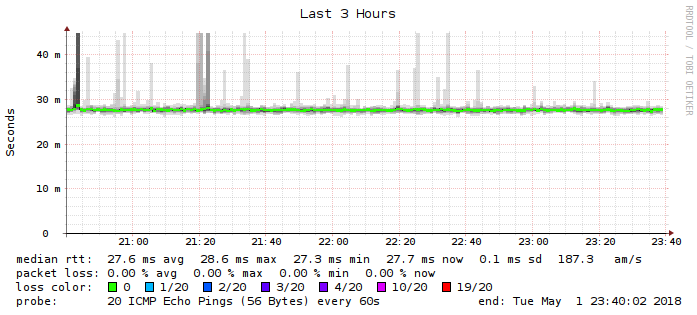 Last 3 Hours
RRDTOOL / TOBI OETIKER
Seconds
40 m
30 m
20 m
10 m
0
21:00 21:20 21:40 22:00 22:20 22:40 23:00 23:20 23:40
median rtt: 27.6 ms avg 28.6 ms max 27.3 ms min 27.7 ms now 0.1 ms sd 187.3 am/s
packet loss: 0.00 % avg 0.00 % max 0.00 % min 0.00 % now
loss color: 0 1/20 2/20 3/20 4/20 10/20 19/20
probe: 20 ICMP Echo Pings (56 Bytes) every 60s end: Tue May 1 23:40:02 2018